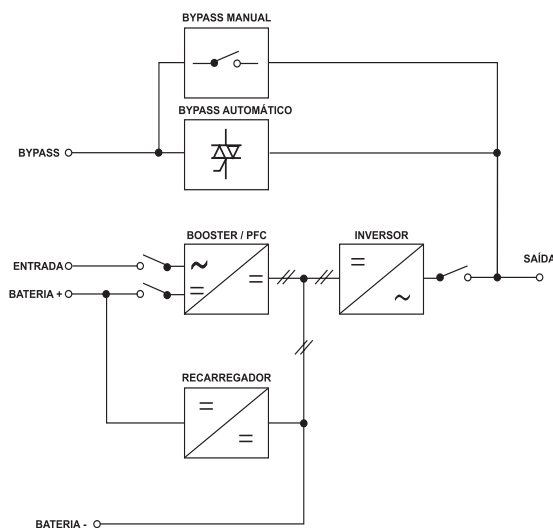 BYPASS MANUAL
BYPASS AUTOMÁTICO
BYPASS
BOOSTER / PFC
INVERSOR
ENTRADA
SAÍDA
BATERIA +
RECARREGADOR
BATERIA -